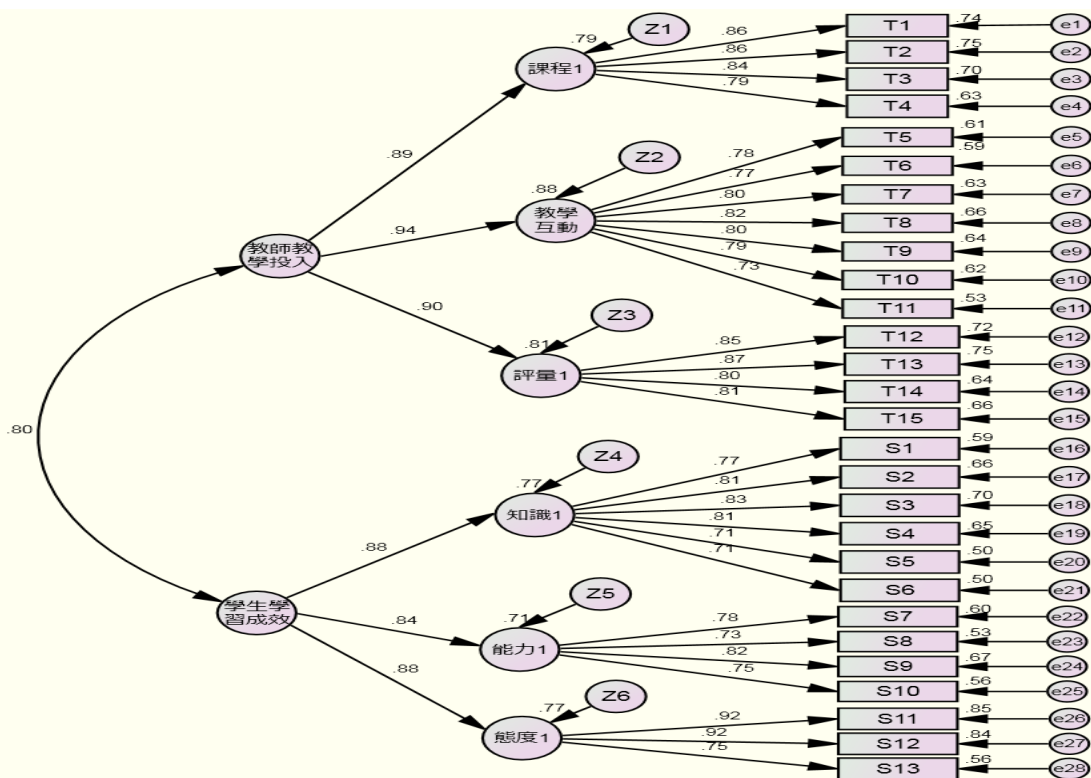 .79
Z1
課程1
.86
.86
.84
.79
T1
.74
e1
T2
.75
e2
T3
.70
e3
T4
.63
e4
.89
.88
Z2
教學
互動
.94
.78
.77
.80
.82
.80
.79
.73
T5
.61
e5
T6
.59
e6
T7
.63
e7
T8
.66
e8
T9
.64
e9
T10
.62
e10
T11
.53
e11
教師教
學投入
.90
.81
Z3
評量1
.85
.87
.80
.81
T12
.72
e12
T13
.75
e13
T14
.64
e14
T15
.66
e15
.80
.77
Z4
知識1
.88
.77
.81
.83
.81
.71
.71
S1
.59
e16
S2
.66
e17
S3
.70
e18
S4
.65
e19
S5
.50
e20
S6
.50
e21
學生學
習成效
.84
.71
Z5
能力1
.78
.73
.82
.75
S7
.60
e22
S8
.53
e23
S9
.67
e24
S10
.56
e25
.88
.77
Z6
態度1
.92
.92
.75
S11
.85
e26
S12
.84
e27
S13
.56
e28